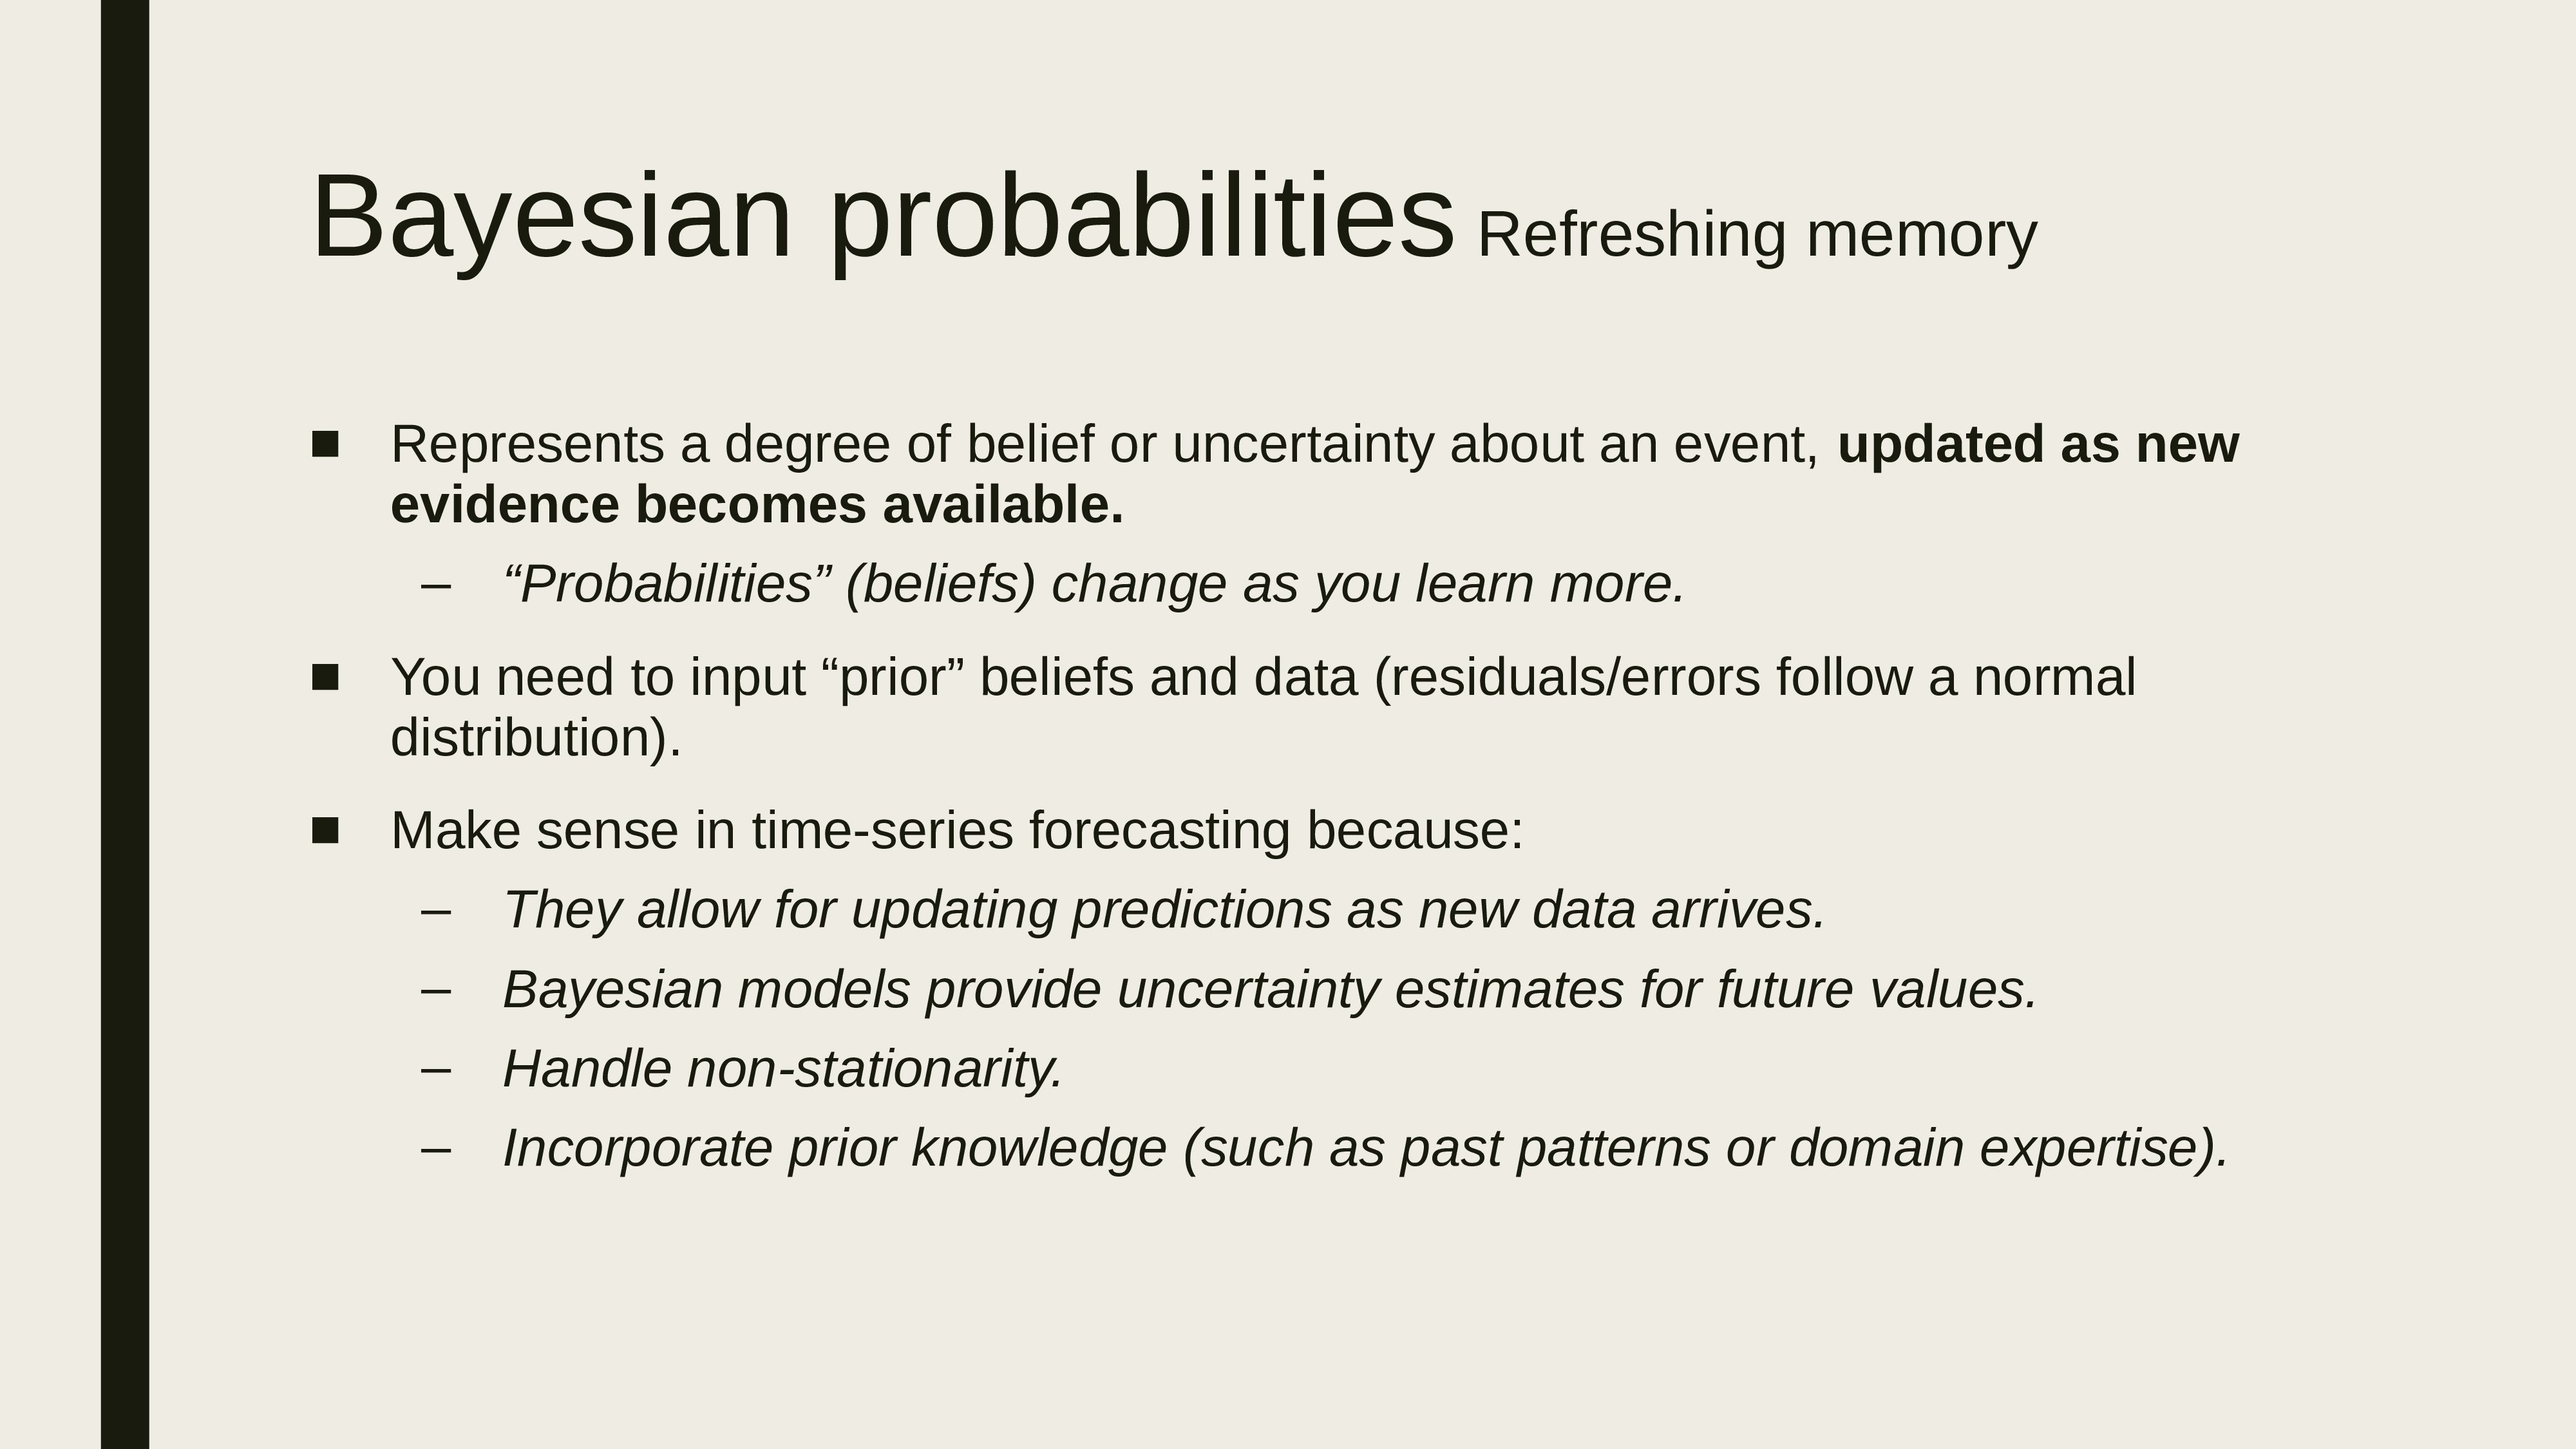 Bayesian probabilities Refreshing memory
■ Represents a degree of belief or uncertainty about an event, updated as new
evidence becomes available.
– “Probabilities” (beliefs) change as you learn more.
■ You need to input “prior” beliefs and data (residuals/errors follow a normal
distribution).
■ Make sense in time-series forecasting because:
– They allow for updating predictions as new data arrives.
– Bayesian models provide uncertainty estimates for future values.
– Handle non-stationarity.
– Incorporate prior knowledge (such as past patterns or domain expertise).